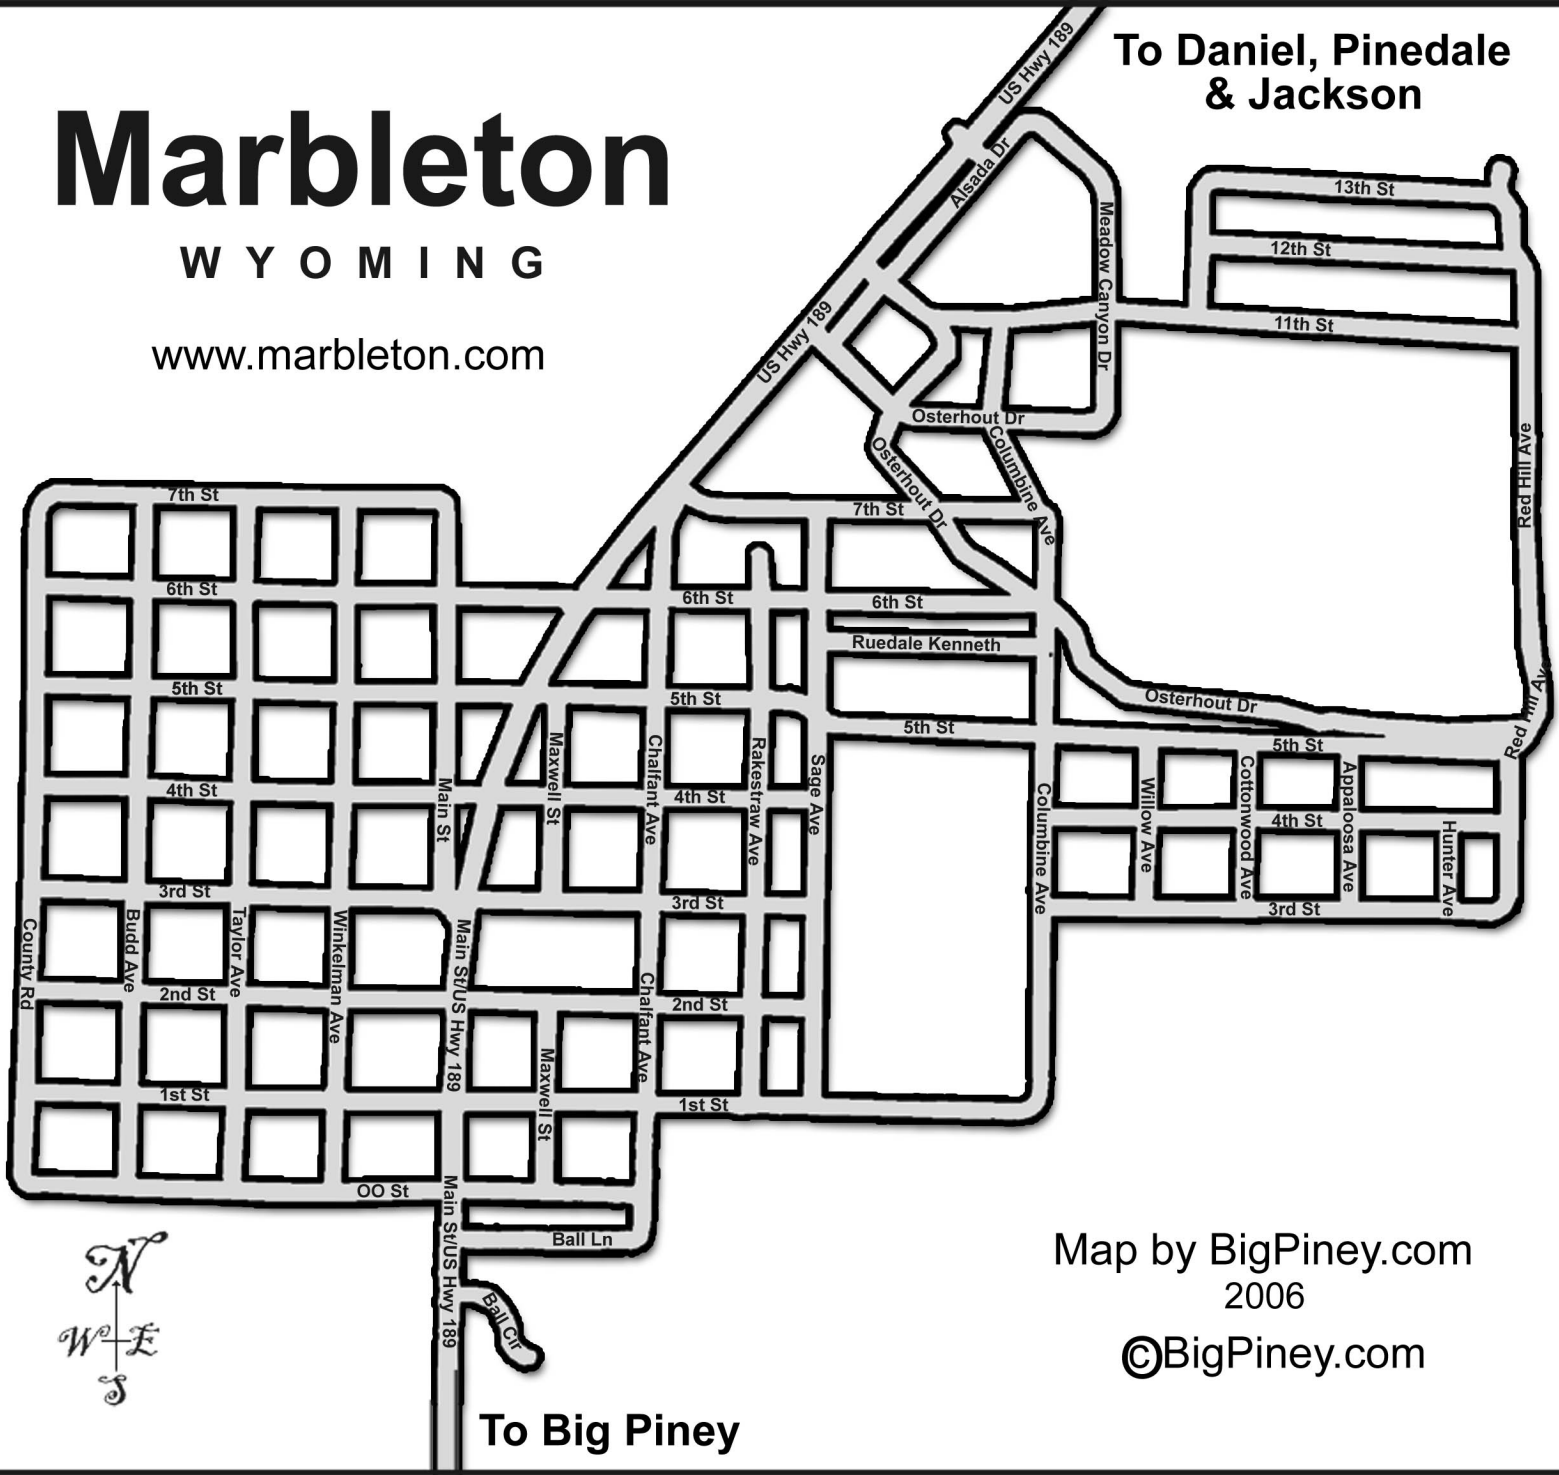 To Daniel, Pinedale
& Jackson
Marbleton
WYOMING
www.marbleton.com
US Hwy 189
Alsada Dr
Meadow Canyon Dr
13th St
12th St
11th St
US Hwy 189
Osterhout Dr
Osterhout Dr
Columbine Ave
Red Hill Ave
7th St
7th St
6th St
6th St
6th St
Ruedale Kenneth
5th St
5th St
5th St
Osterhout Dr
5th St
Red Hill Ave
Main St
Maxwell St
Chalfant Ave
Rakestraw Ave
Sage Ave
Columbine Ave
Willow Ave
Cottonwood Ave
Appaloosa Ave
Hunter Ave
4th St
4th St
4th St
3rd St
3rd St
3rd St
County Rd
Budd Ave
Taylor Ave
Winkelman Ave
Main St/US Hwy 189
Chalfant Ave
2nd St
2nd St
Maxwell St
1st St
1st St
OO St
Main St/US Hwy 189
Ball Ln
Ball Cir
N
W E
S
Map by BigPiney.com
2006
©BigPiney.com
To Big Piney